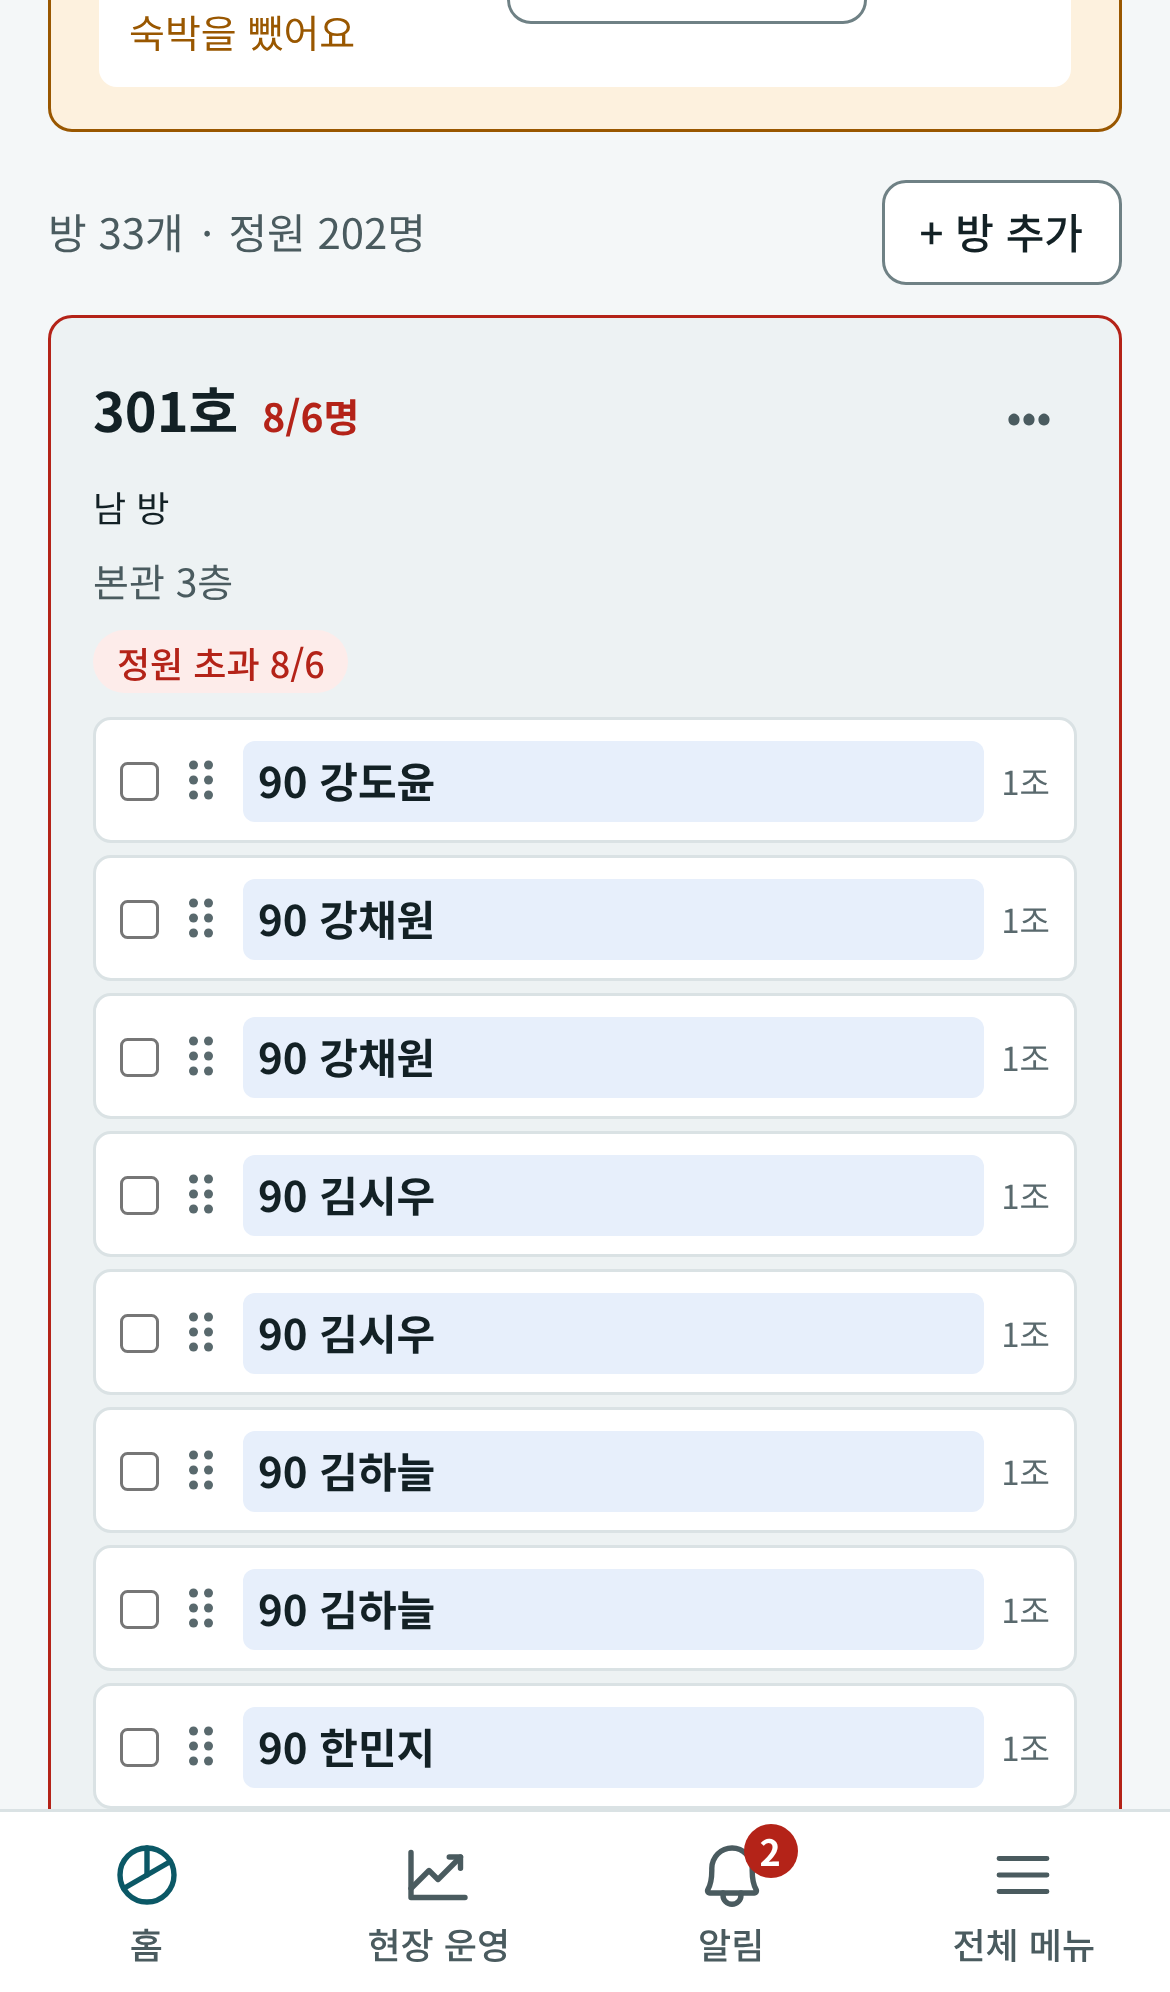 숙박을 뺐어요
방 33개 · 정원 202명
+ 방 추가
301호 8/6명
남 방
본관 3층
정원 초과 8/6
90 강도윤 1조
90 강채원 1조
90 강채원 1조
90 김시우 1조
90 김시우 1조
90 김하늘 1조
90 김하늘 1조
90 한민지 1조
2
홈 현장 운영 알림 전체 메뉴